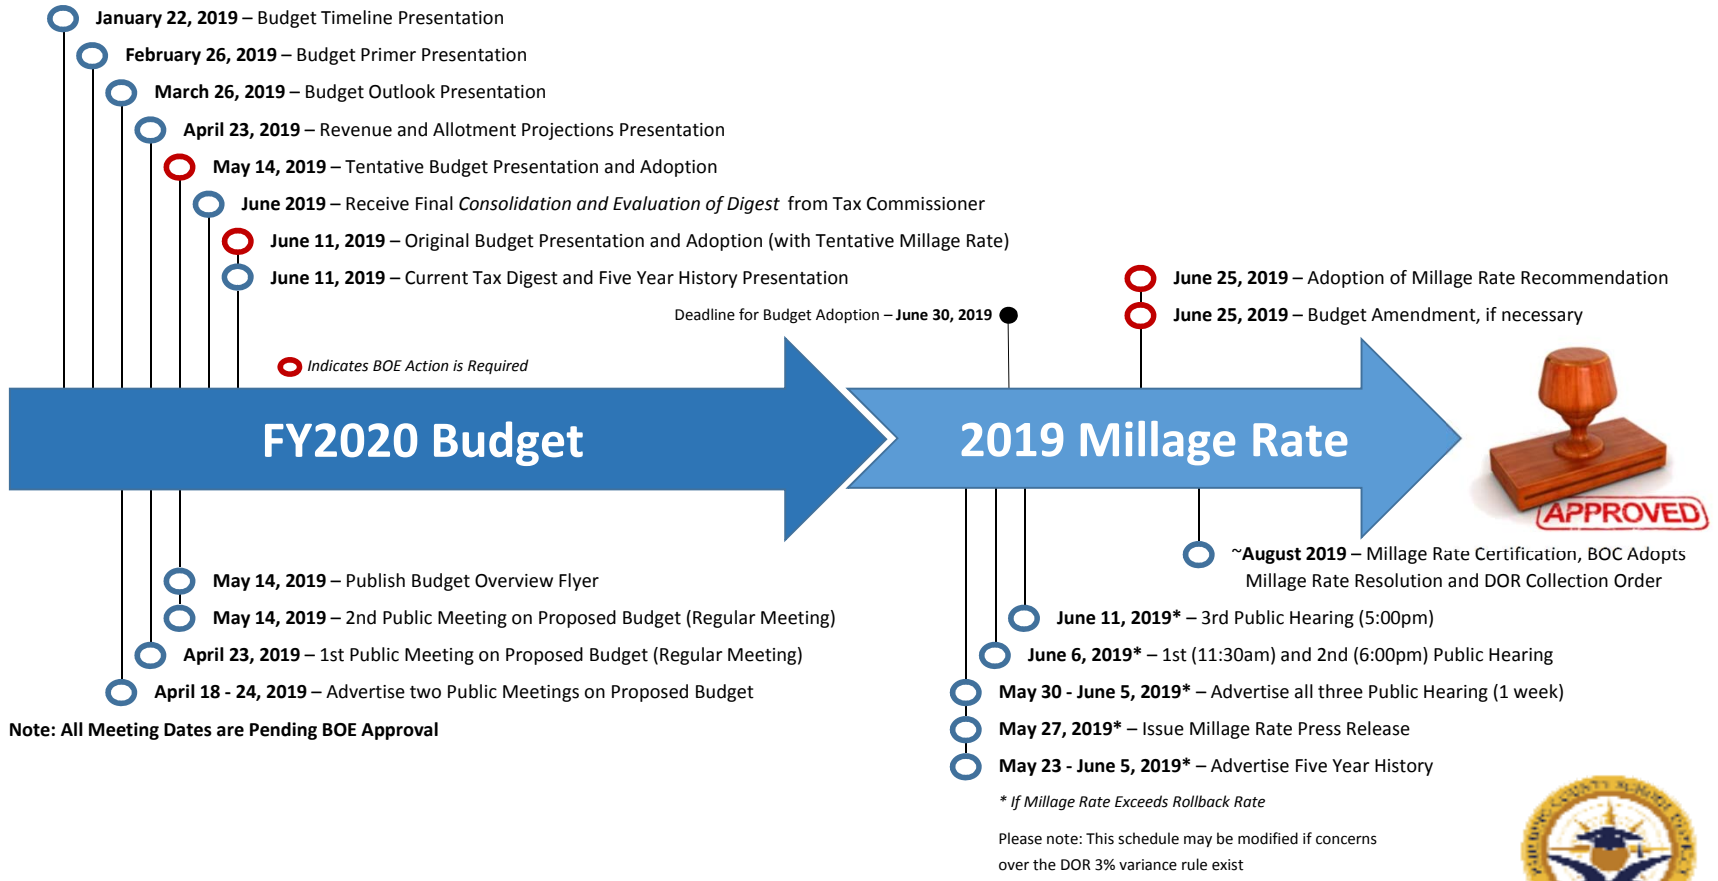 January 22, 2019 – Budget Timeline Presentation
February 26, 2019 – Budget Primer Presentation
March 26, 2019 – Budget Outlook Presentation
April 23, 2019 – Revenue and Allotment Projections Presentation
May 14, 2019 – Tentative Budget Presentation and Adoption
June 2019 – Receive Final Consolidation and Evaluation of Digest from Tax Commissioner
June 11, 2019 – Original Budget Presentation and Adoption (with Tentative Millage Rate)
June 11, 2019 – Current Tax Digest and Five Year History Presentation
Deadline for Budget Adoption – June 30, 2019
June 25, 2019 – Adoption of Millage Rate Recommendation
June 25, 2019 – Budget Amendment, if necessary
Indicates BOE Action is Required
FY2020 Budget
2019 Millage Rate
APPROVED
May 14, 2019 – Publish Budget Overview Flyer
May 14, 2019 – 2nd Public Meeting on Proposed Budget (Regular Meeting)
April 23, 2019 – 1st Public Meeting on Proposed Budget (Regular Meeting)
April 18 - 24, 2019 – Advertise two Public Meetings on Proposed Budget
Note: All Meeting Dates are Pending BOE Approval
~August 2019 – Millage Rate Certification, BOC Adopts
Millage Rate Resolution and DOR Collection Order
June 11, 2019* – 3rd Public Hearing (5:00pm)
June 6, 2019* – 1st (11:30am) and 2nd (6:00pm) Public Hearing
May 30 - June 5, 2019* – Advertise all three Public Hearing (1 week)
May 27, 2019* – Issue Millage Rate Press Release
May 23 - June 5, 2019* – Advertise Five Year History
* If Millage Rate Exceeds Rollback Rate
Please note: This schedule may be modified if concerns
over the DOR 3% variance rule exist
COUNTY SCHOOL